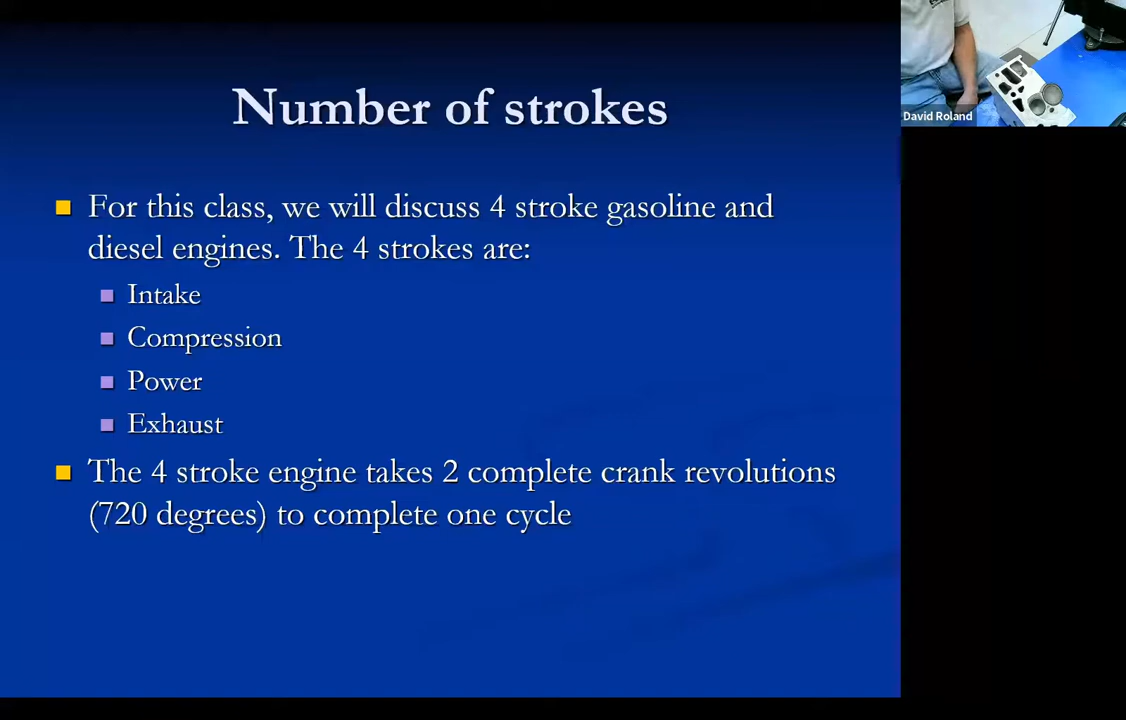 Number of strokes
For this class, we will discuss 4 stroke gasoline and
diesel engines. The 4 strokes are:
Intake
Compression
Power
Exhaust
The 4 stroke engine takes 2 complete crank revolutions
(720 degrees) to complete one cycle
David Roland